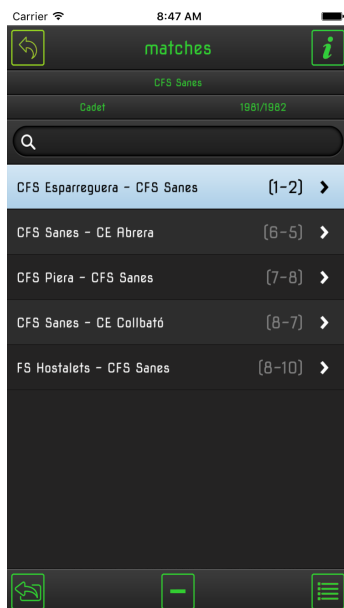 Carrier 8:47 AM
matches
i
CFS Sanes
Cadet 1981/1982
CFS Esparreguera - CFS Sanes (1-2)
CFS Sanes - CE Abrera (6-5)
CFS Piera - CFS Sanes (7-8)
CFS Sanes - CE Collbató (8-7)
FS Hostalets - CFS Sanes (8-10)